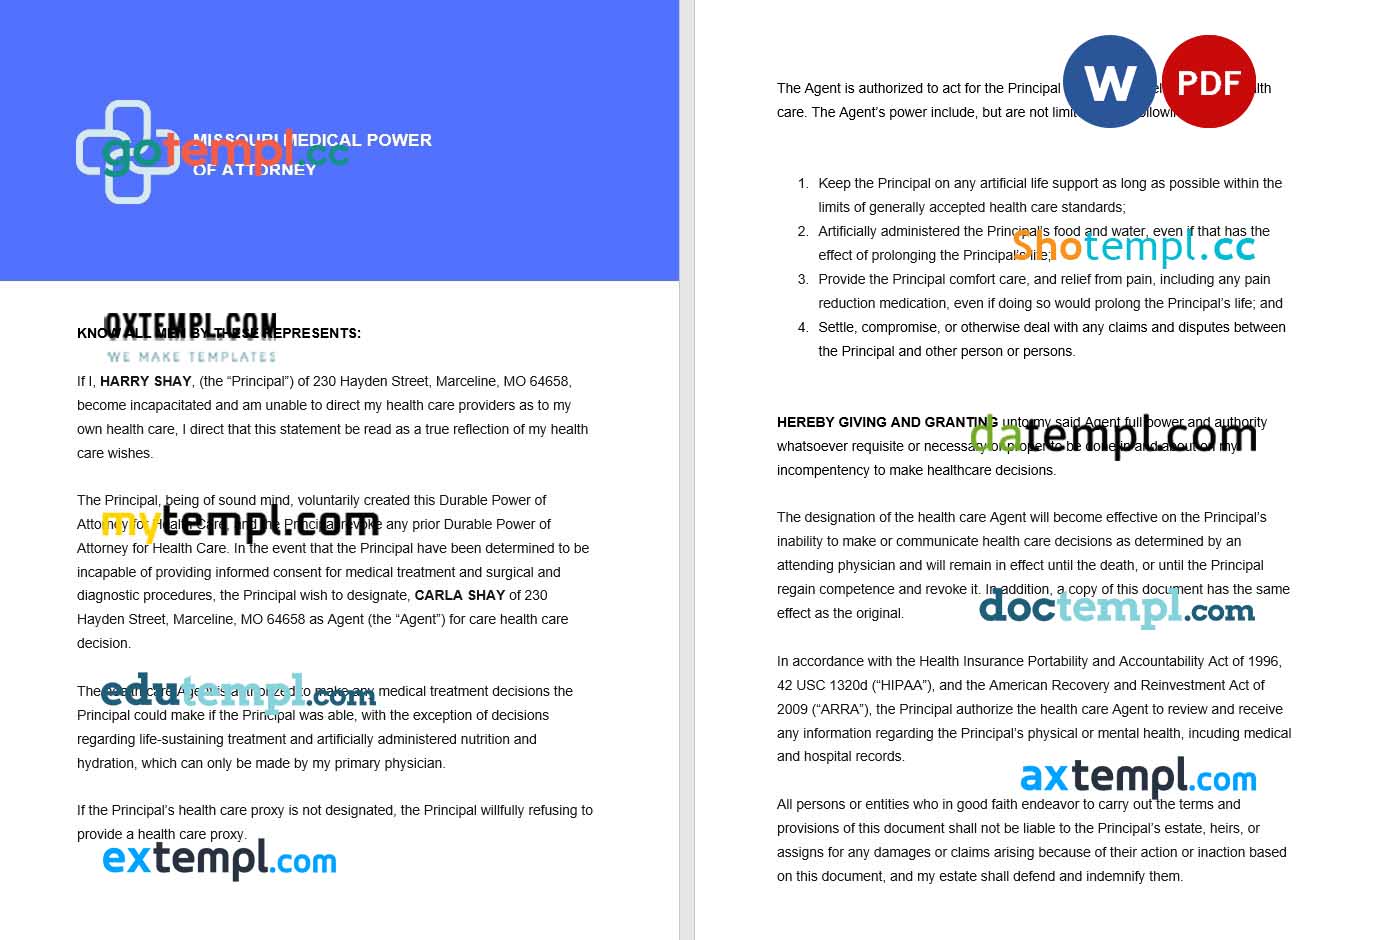 MISSOURI MEDICAL POWER
OF ATTORNEY
gotempl.cc
KNOW ALL MEN BY THESE REPRESENTS:
OXTEMPL.COM
WE MAKE TEMPLATES
If I, HARRY SHAY, (the “Principal”) of 230 Hayden Street, Marceline, MO 64658,
become incapacitated and am unable to direct my health care providers as to my
own health care, I direct that this statement be read as a true reflection of my health
care wishes.
The Principal, being of sound mind, voluntarily created this Durable Power of
Attorney for Health Care, and the Principal revoke any prior Durable Power of
mytempl.com
Attorney for Health Care. In the event that the Principal have been determined to be
incapable of providing informed consent for medical treatment and surgical and
diagnostic procedures, the Principal wish to designate, CARLA SHAY of 230
Hayden Street, Marceline, MO 64658 as Agent (the “Agent”) for care health care
decision.
The health care Agent is authorized to make any medical treatment decisions the
edutempl.com
Principal could make if the Principal was able, with the exception of decisions
regarding life-sustaining treatment and artificially administered nutrition and
hydration, which can only be made by my primary physician.
If the Principal’s health care proxy is not designated, the Principal willfully refusing to
provide a health care proxy.
extempl.com
W
PDF
The Agent is authorized to act for the Principal
care. The Agent’s power include, but are not
1. Keep the Principal on any artificial life support as long as possible within the
limits of generally accepted health care standards;
2. Artificially administered the Principal’s food and water, even if that has the
effect of prolonging the Principal’s life;
Shotempl.cc
3. Provide the Principal comfort care, and relief from pain, including any pain
reduction medication, even if doing so would prolong the Principal’s life; and
4. Settle, compromise, or otherwise deal with any claims and disputes between
the Principal and other person or persons.
HEREBY GIVING AND GRANTING unto my said Agent full power and authority
datempl.com
whatsoever requisite or necessary or proper to be done in and about on my
incompentency to make healthcare decisions.
The designation of the health care Agent will become effective on the Principal’s
inability to make or communicate health care decisions as determined by an
attending physician and will remain in effect until the death, or until the Principal
regain competence and revoke it. In addition, a copy of this document has the same
effect as the original.
doctempl.com
In accordance with the Health Insurance Portability and Accountability Act of 1996,
42 USC 1320d (“HIPAA”), and the American Recovery and Reinvestment Act of
2009 (“ARRA”), the Principal authorize the health care Agent to review and receive
any information regarding the Principal’s physical or mental health, incuding medical
and hospital records.
axtempl.com
All persons or entities who in good faith endeavor to carry out the terms and
provisions of this document shall not be liable to the Principal’s estate, heirs, or
assigns for any damages or claims arising because of their action or inaction based
on this document, and my estate shall defend and indemnify them.